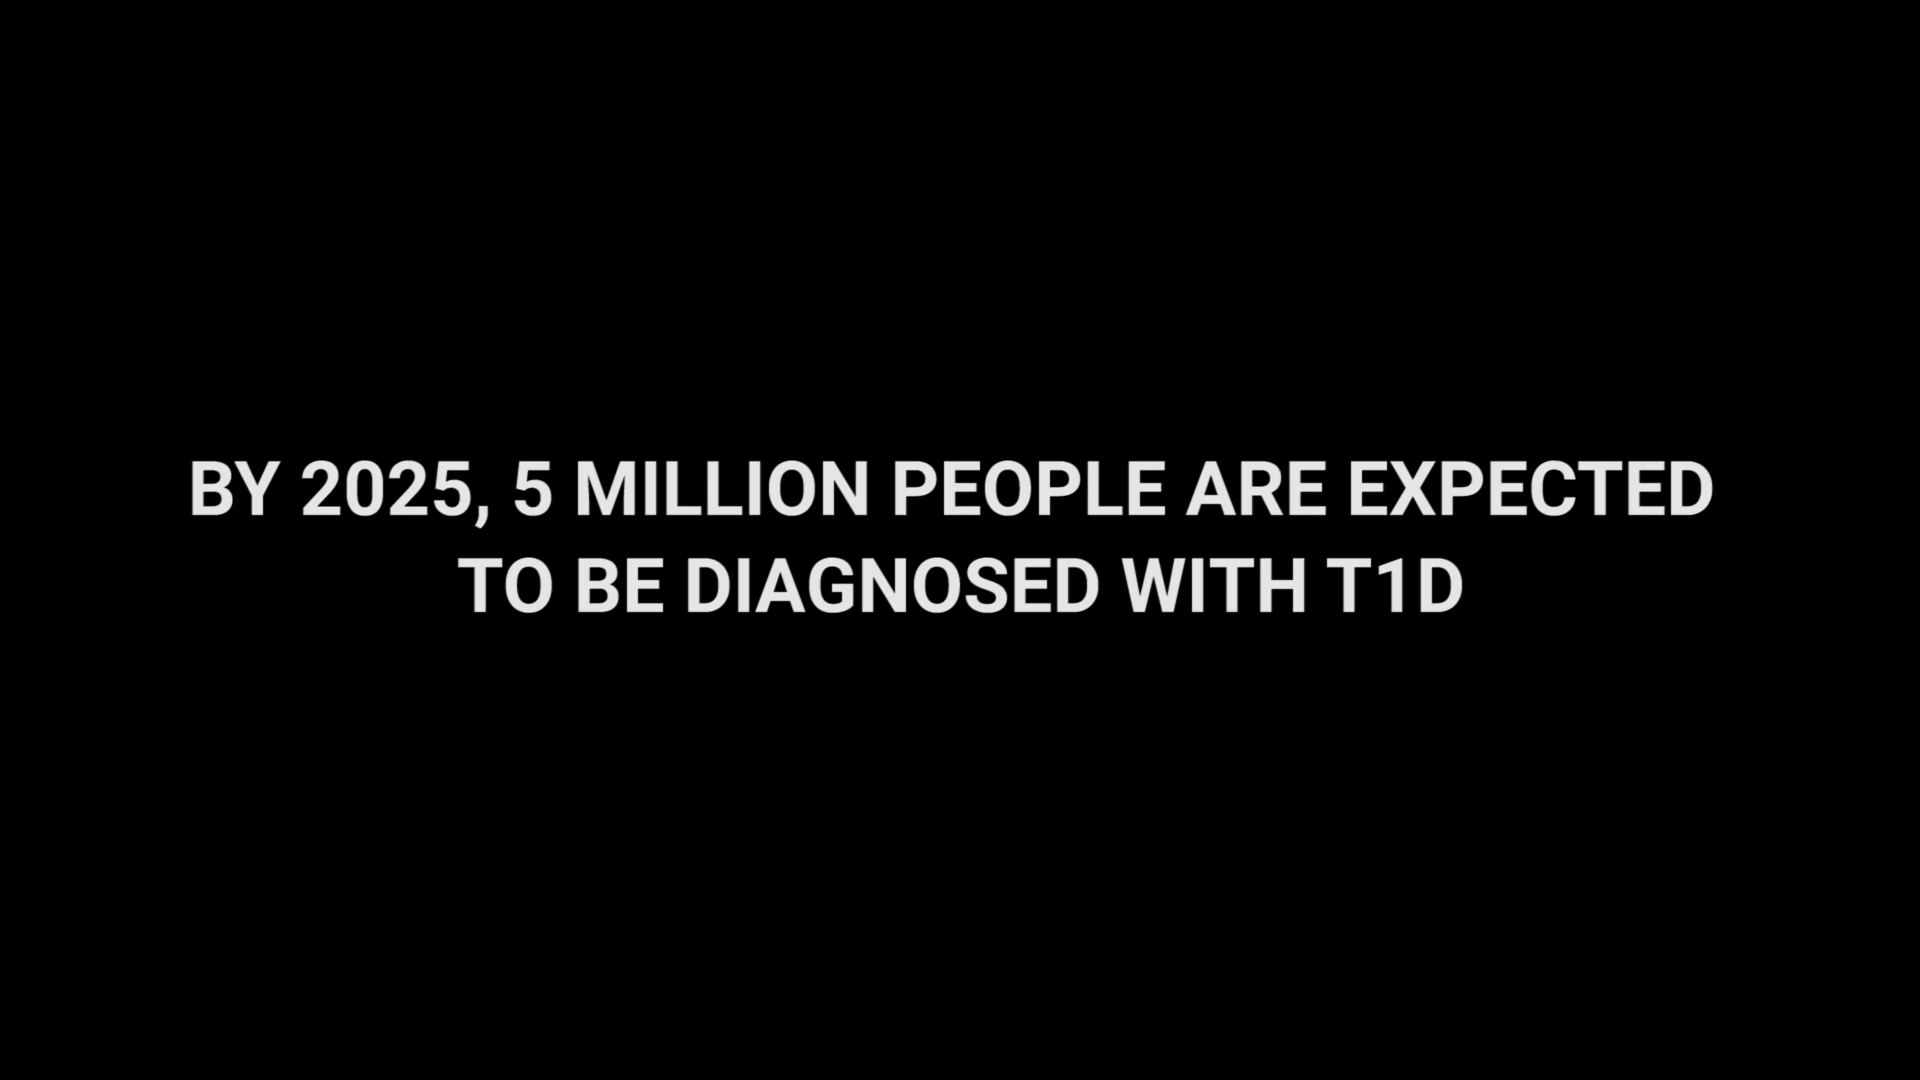 BY 2025, 5 MILLION PEOPLE ARE EXPECTED
TO BE DIAGNOSED WITH T1D